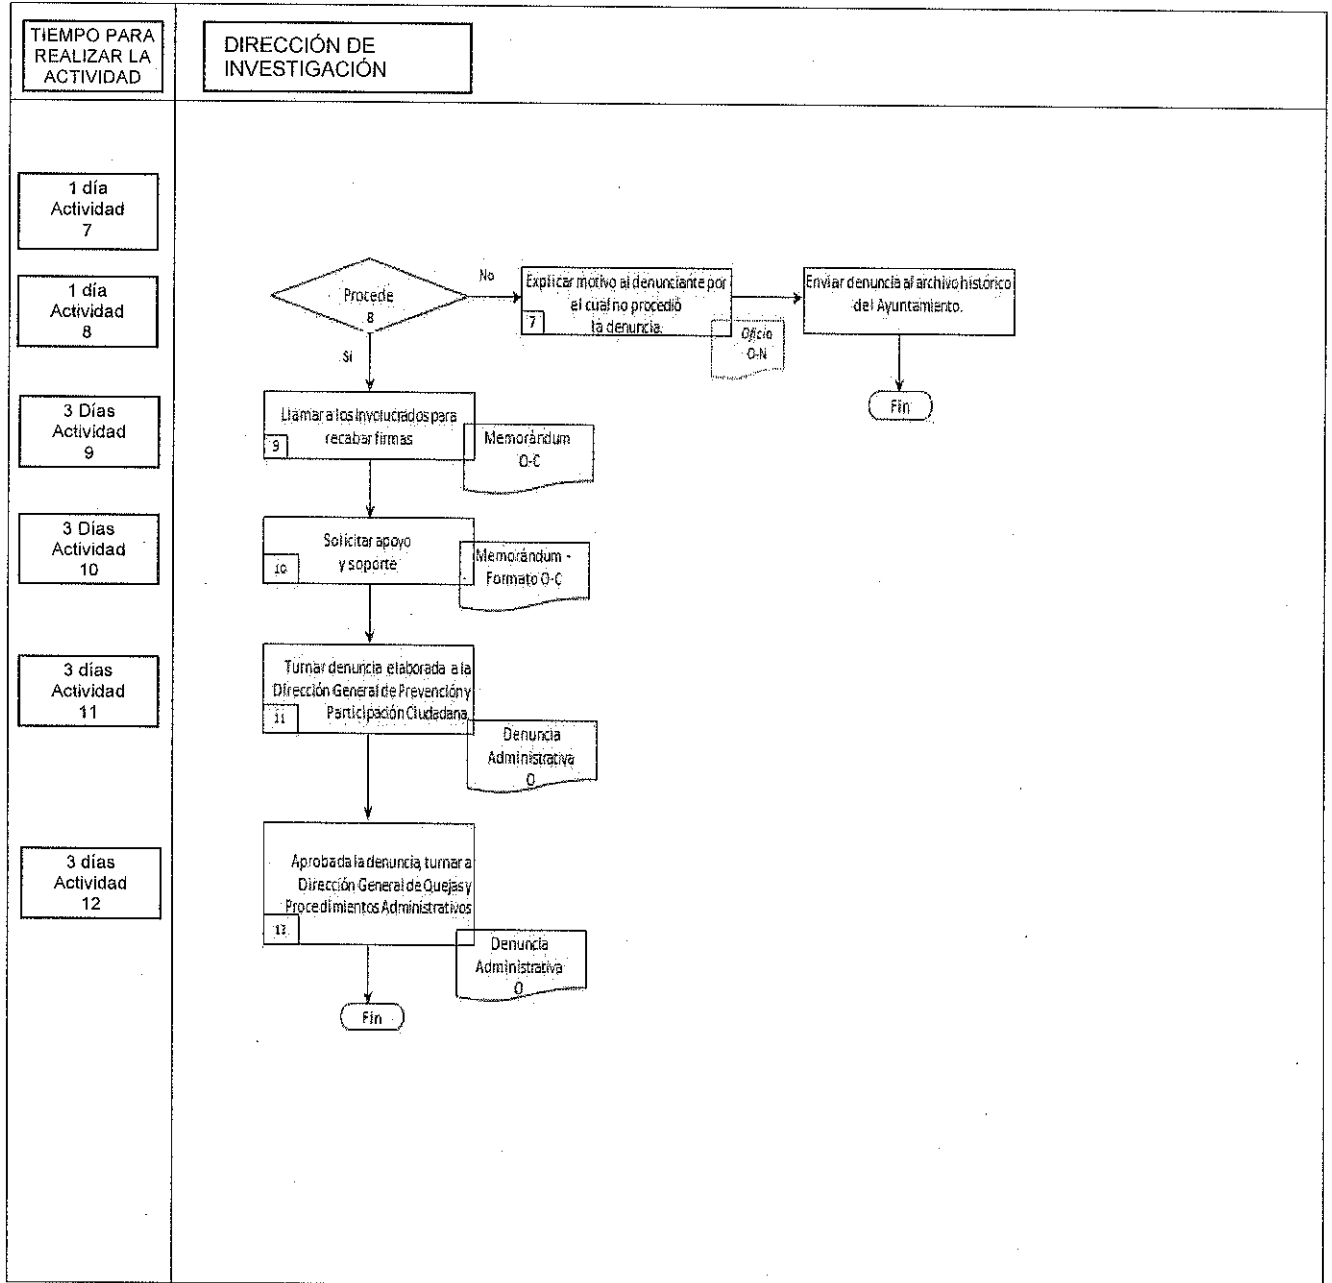 TIEMPO PARA
REALIZAR LA
ACTIVIDAD
DIRECCIÓN DE
INVESTIGACIÓN
1 día
Actividad
7
1 día
Actividad
8
Procede
8
No
Explicar motivo al denunciante por
el cual no procedió
la denuncia.
7
Oficio
O-N
Enviar denuncia al archivo histórico
del Ayuntamiento.
Fin
Si
3 Días
Actividad
9
Llamar a los involucrados para
recabar firmas
9
Memorándum
O-C
3 Días
Actividad
10
Solicitar apoyo
y soporte
10
Memorándum -
Formato O-C
3 días
Actividad
11
Turnar denuncia elaborada a la
Dirección General de Prevención y
Participación Ciudadana
11
Denuncia
Administrativa
O
3 días
Actividad
12
Aprobada la denuncia, turnar a
Dirección General de Quejas y
Procedimientos Administrativos
Denuncia
Administrativa
O
Fin